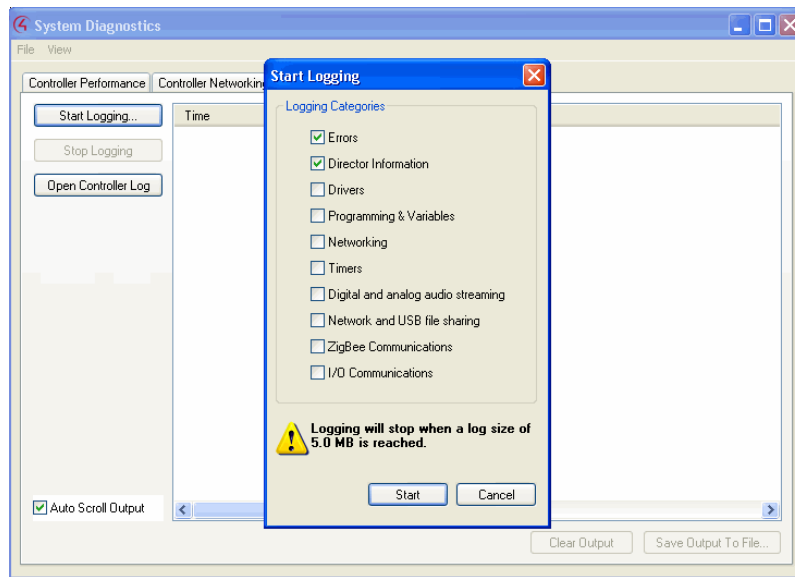 System Diagnostics
File View
Controller Performance Controller Networking
Start Logging...
Stop Logging
Open Controller Log
Time
Start Logging
Logging Categories
Errors
Director Information
Drivers
Programming & Variables
Networking
Timers
Digital and analog audio streaming
Network and USB file sharing
ZigBee Communications
I/O Communications
Logging will stop when a log size of
5.0 MB is reached.
Start Cancel
Auto Scroll Output
Clear Output Save Output To File...